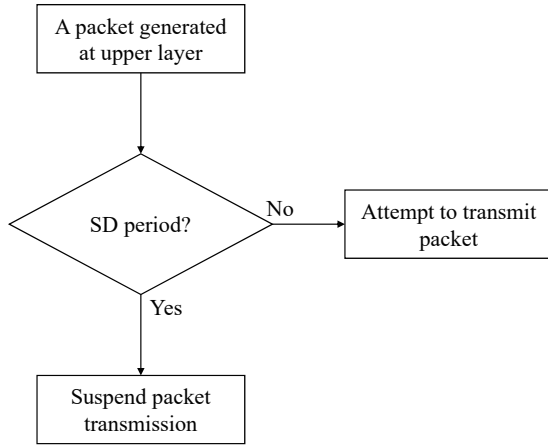 A packet generated
at upper layer
SD period?
No
Attempt to transmit
packet
Yes
Suspend packet
transmission